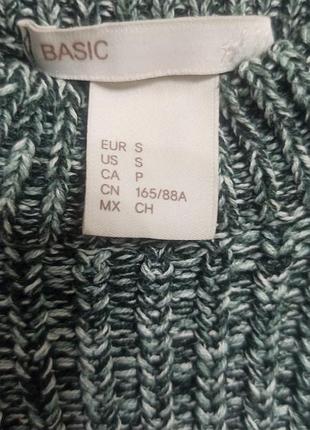 BASIC
EUR S
US S
CA P
CN 165/88A
MX CH